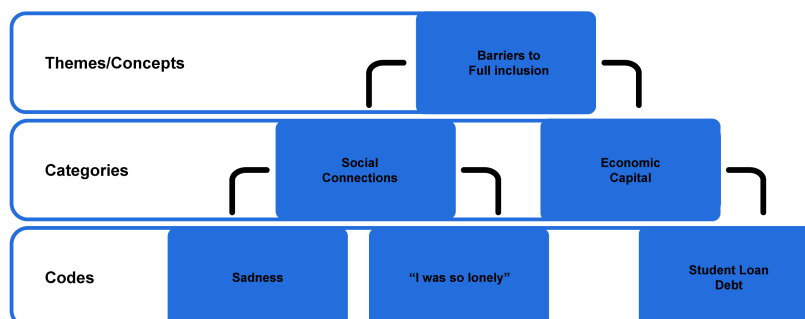 Themes/Concepts
Barriers to
Full inclusion
Categories
Social
Connections
Economic
Capital
Codes
Sadness
“I was so lonely”
Student Loan
Debt